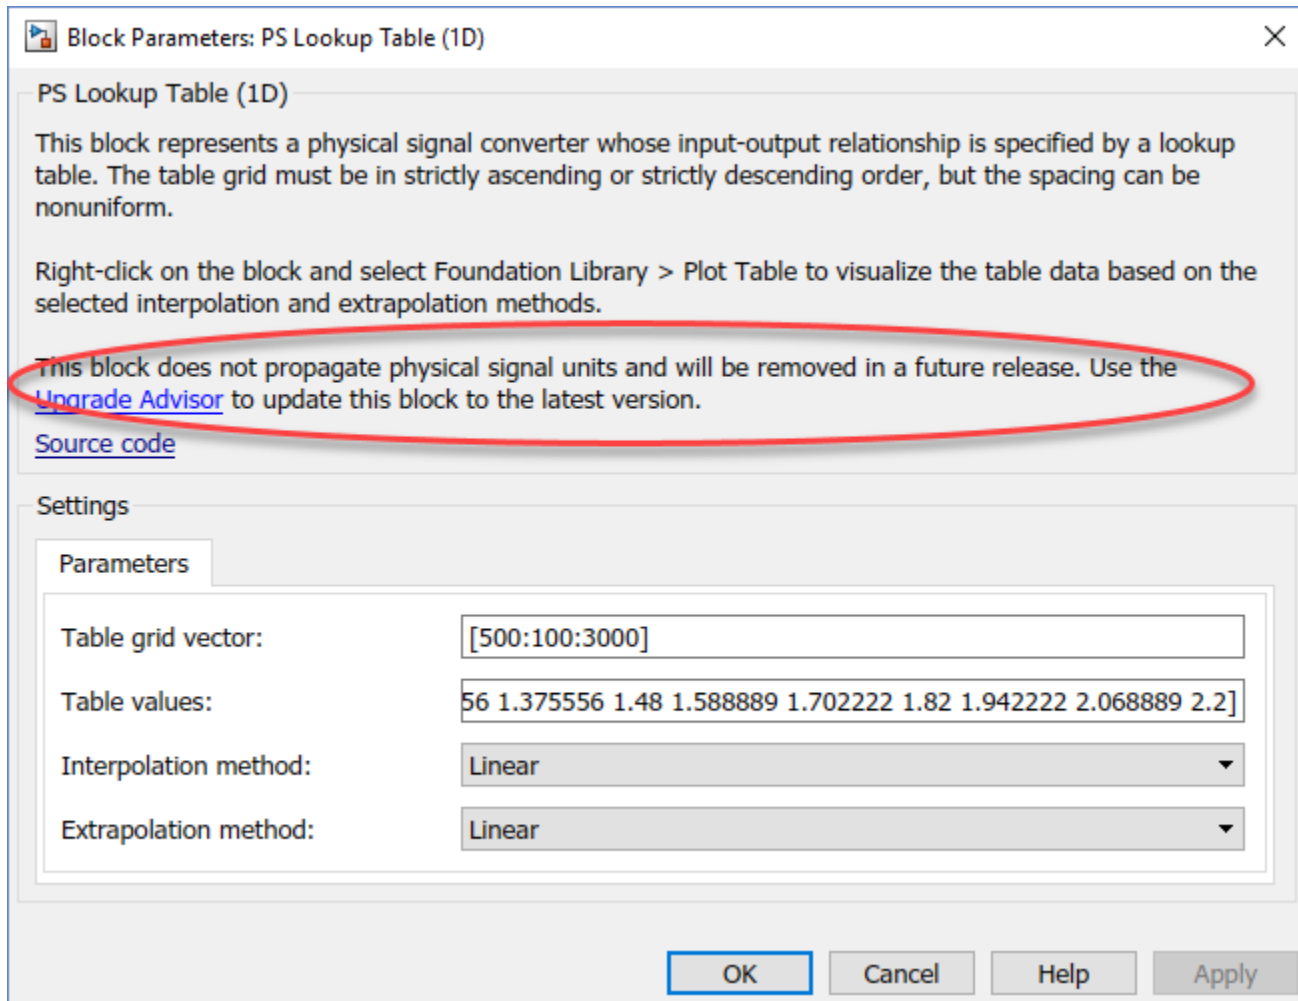 Block Parameters: PS Lookup Table (1D)
PS Lookup Table (1D)
This block represents a physical signal converter whose input-output relationship is specified by a lookup
table. The table grid must be in strictly ascending or strictly descending order, but the spacing can be
nonuniform.
Right-click on the block and select Foundation Library > Plot Table to visualize the table data based on the
selected interpolation and extrapolation methods.
This block does not propagate physical signal units and will be removed in a future release. Use the
Upgrade Advisor to update this block to the latest version.
Source code
Settings
Parameters
Table grid vector: [500:100:3000]
Table values: 56 1.375556 1.48 1.588889 1.702222 1.82 1.942222 2.068889 2.2]
Interpolation method: Linear
Extrapolation method: Linear
OK Cancel Help Apply